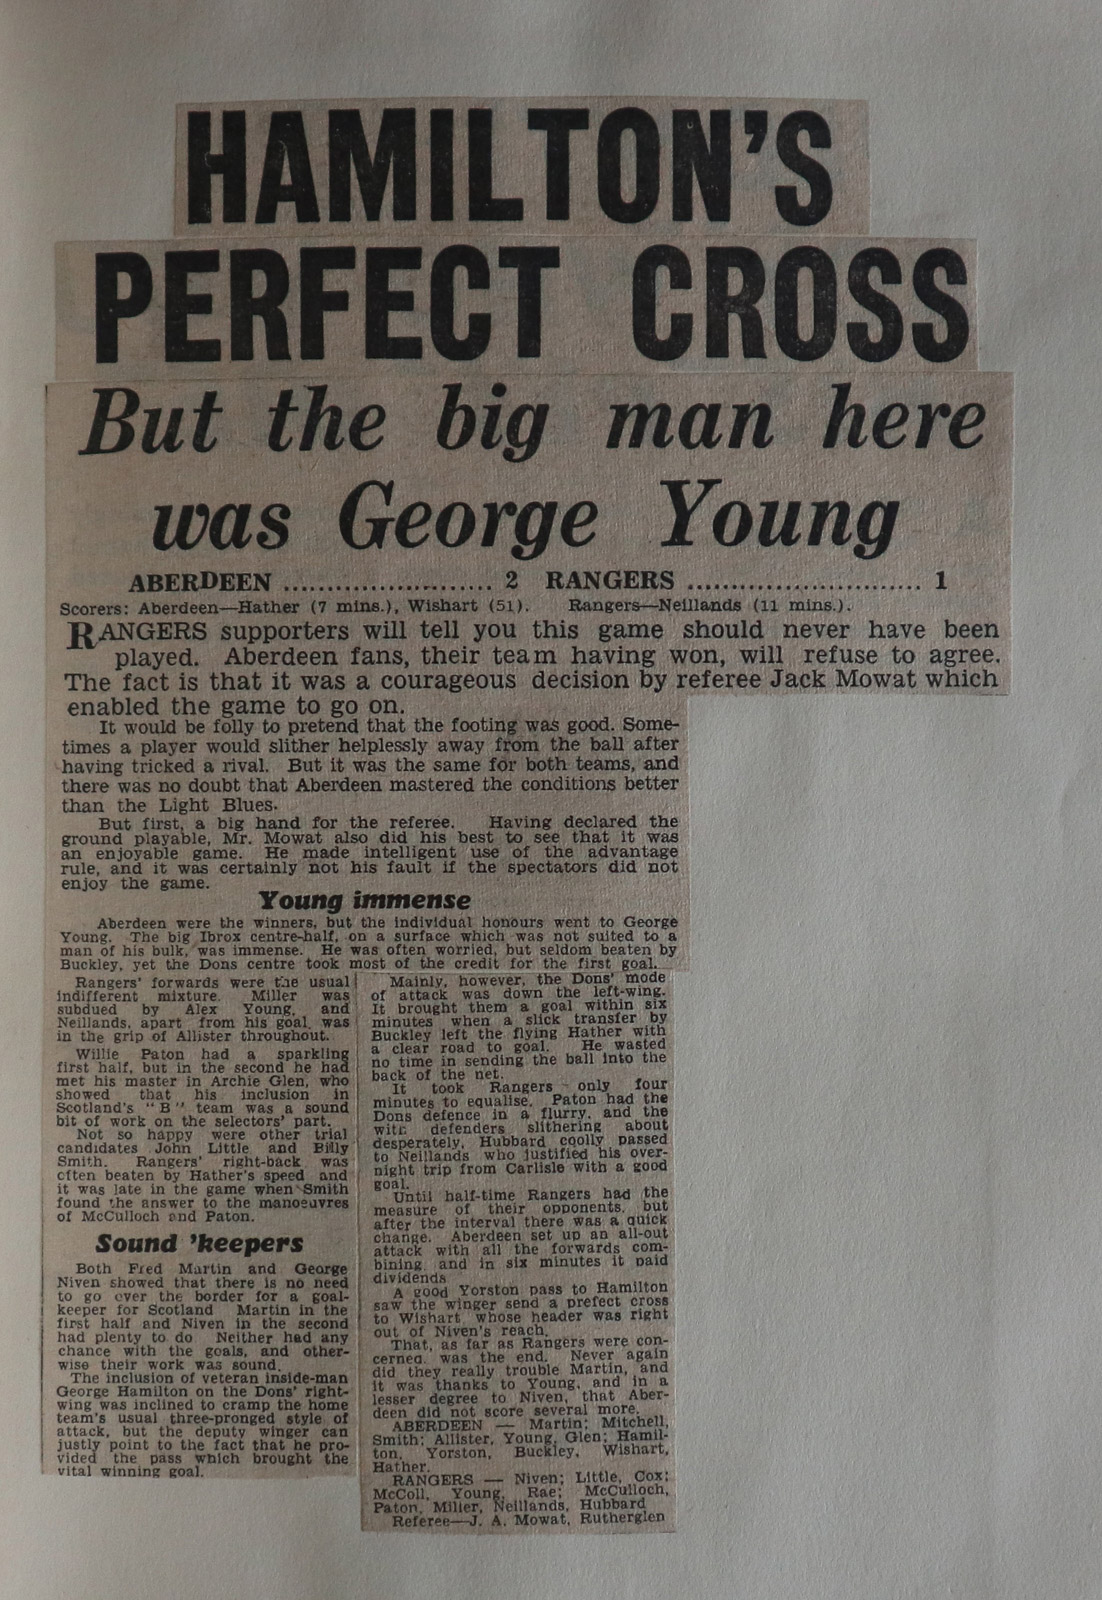 HAMILTON'S
PERFECT CROSS
But the big man here
was George Young
ABERDEEN ........................ 2 RANGERS ........................... 1
Scorers: Aberdeen—Hather (7 mins.), Wishart (51). Rangers—Neillands (11 mins.).
RANGERS supporters will tell you this game should never have been
played. Aberdeen fans, their team having won, will refuse to agree.
The fact is that it was a courageous decision by referee Jack Mowat which
enabled the game to go on.
It would be folly to pretend that the footing was good. Some-
times a player would slither helplessly away from the ball after
having tricked a rival. But it was the same for both teams, and
there was no doubt that Aberdeen mastered the conditions better
than the Light Blues.
But first, a big hand for the referee. Having declared the
ground playable, Mr. Mowat also did his best to see that it was
an enjoyable game. He made intelligent use of the advantage
rule, and it was certainly not his fault if the spectators did not
enjoy the game.
Young immense
Aberdeen were the winners, but the individual honours went to George
Young. The big Ibrox centre-half, on a surface which was not suited to a
man of his bulk, was immense. He was often worried, but seldom beaten by
Buckley, yet the Dons centre took most of the credit for the first goal.
Rangers' forwards were the usual
indifferent mixture. Miller was
subdued by Alex Young, and
Neillands, apart from his goal, was
in the grip of Allister throughout.
Willie Paton had a sparkling
first half, but in the second he had
met his master in Archie Glen, who
showed that his inclusion in
Scotland's "B" team was a sound
bit of work on the selectors' part.
Not so happy were other trial
candidates John Little and Billy
Smith. Rangers' right-back was
often beaten by Hather's speed and
it was late in the game when Smith
found the answer to the manoeuvres
of McCulloch and Paton.
Sound 'keepers
Both Fred Martin and George
Niven showed that there is no need
to go over the border for a goal-
keeper for Scotland Martin in the
first half and Niven in the second
had plenty to do Neither had any
chance with the goals, and other-
wise their work was sound.
The inclusion of veteran inside-man
George Hamilton on the Dons' right-
wing was inclined to cramp the home
team's usual three-pronged style of
attack, but the deputy winger can
justly point to the fact that he pro-
vided the pass which brought the
vital winning goal.
Mainly, however, the Dons' mode
of attack was down the left-wing.
It brought them a goal within six
minutes when a slick transfer by
Buckley left the flying Hather with
a clear road to goal. He wasted
no time in sending the ball into the
back of the net.
It took Rangers only four
minutes to equalise. Paton had the
Dons defence in a flurry, and the
with defenders slithering about
desperately, Hubbard coolly passed
to Neillands who justified his over-
night trip from Carlisle with a good
goal.
Until half-time Rangers had the
measure of their opponents, but
after the interval there was a quick
change. Aberdeen set up an all-out
attack with all the forwards com-
bining and in six minutes it paid
dividends
A good Yorston pass to Hamilton
saw the winger send a prefect cross
to Wishart whose header was right
out of Niven's reach.
That, as far as Rangers were con-
cerned, was the end. Never again
did they really trouble Martin, and
it was thanks to Young, and in a
lesser degree to Niven, that Aber-
deen did not score several more.
ABERDEEN — Martin; Mitchell,
Smith; Allister, Young, Glen; Hamil-
ton, Yorston, Buckley, Wishart,
Hather.
RANGERS — Niven; Little, Cox;
McColl, Young, Rae; McCulloch,
Paton, Miller, Neillands, Hubbard
Referee—J. A. Mowat, Rutherglen